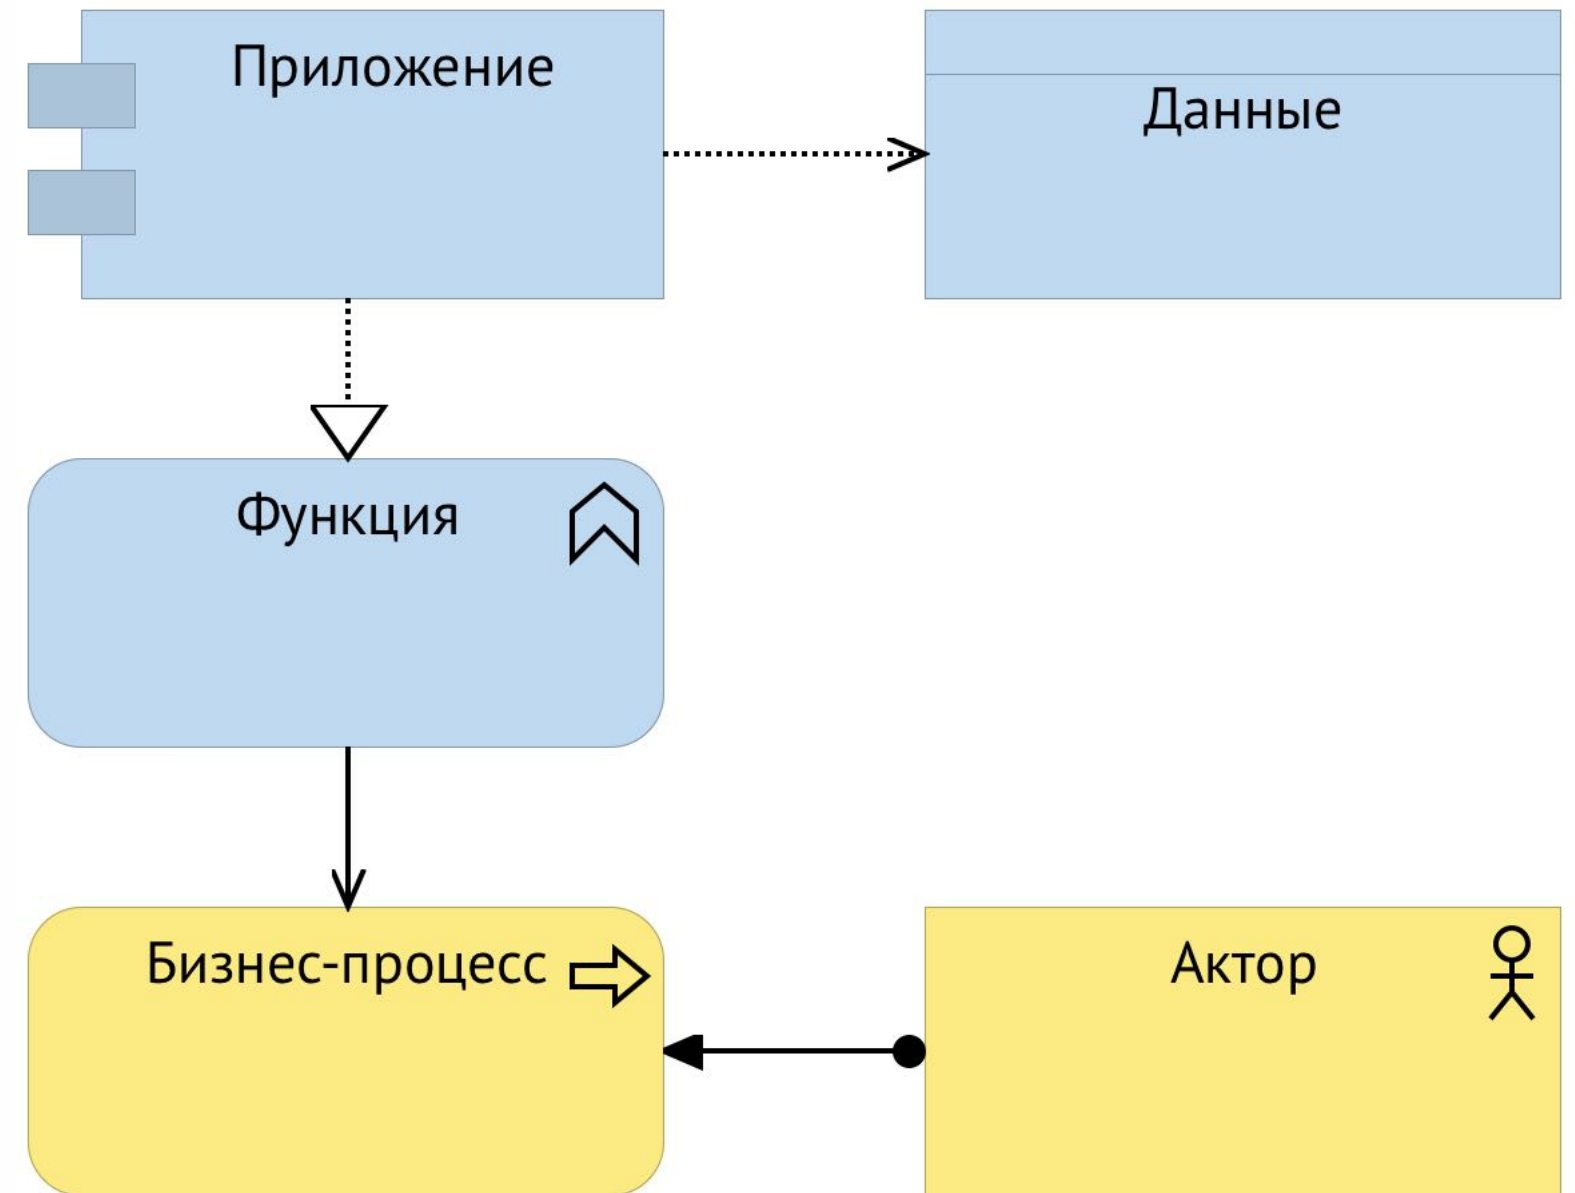 Приложение
Данные
Функция
Бизнес-процесс
Актор